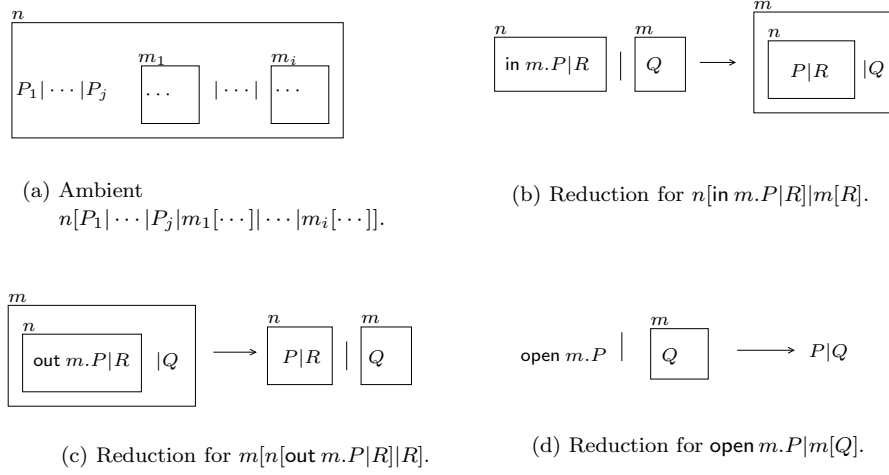 n
P₁| ··· |Pⱼ
m₁
···
| ··· |
mᵢ
···
(a) Ambient
n[P₁| ··· |Pⱼ|m₁[···]| ··· |mᵢ[···]].
n
in m.P|R
|
m
Q
⟶
m
n
P|R
|Q
(b) Reduction for n[in m.P|R]|m[R].
m
n
out m.P|R
|Q
⟶
n
P|R
|
m
Q
(c) Reduction for m[n[out m.P|R]|R].
open m.P
|
m
Q
⟶
P|Q
(d) Reduction for open m.P|m[Q].